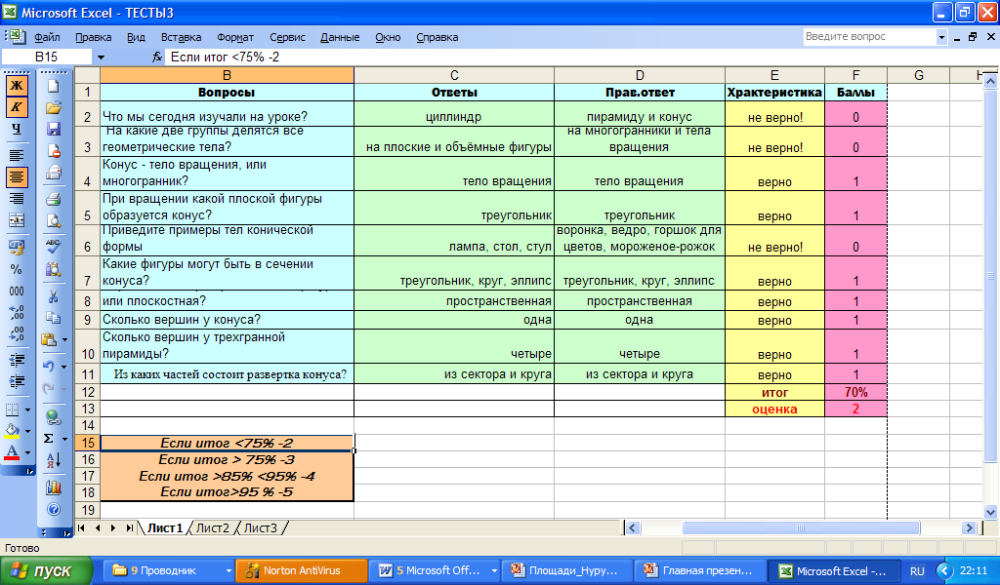 Microsoft Excel - ТЕСТЫ3
Файл Правка Вид Вставка Формат Сервис Данные Окно Справка Введите вопрос
B15 fx Если итог <75% -2
B C D E F G H
1 Вопросы Ответы Прав.ответ Храктеристика Баллы
2 Что мы сегодня изучали на уроке? циллиндр пирамиду и конус не верно! 0
На какие две группы делятся все на многогранники и тела
3 геометрические тела? на плоские и объёмные фигуры вращения не верно! 0
Конус - тело вращения, или
4 многогранник? тело вращения тело вращения верно 1
При вращении какой плоской фигуры
5 образуется конус? треугольник треугольник верно 1
Приведите примеры тел конической воронка, ведро, горшок для
6 формы лампа, стол, стул цветов, мороженое-рожок не верно! 0
Какие фигуры могут быть в сечении
7 конуса? треугольник, круг, эллипс треугольник, круг, эллипс верно 1
8 или плоскостная? пространственная пространственная верно 1
9 Сколько вершин у конуса? одна одна верно 1
Сколько вершин у трехгранной
10 пирамиды? четыре четыре верно 1
11 Из каких частей состоит развертка конуса? из сектора и круга из сектора и круга верно 1
12 итог 70%
13 оценка 2
14
15 Если итог <75% -2
16 Если итог > 75% -3
17 Если итог >85% <95% -4
18 Если итог>95 % -5
19
Лист1 Лист2 Лист3
Готово
пуск 9 Проводник Norton AntiVirus 5 Microsoft Off... Площади_Нуру... Главная презен... Microsoft Excel -... RU 22:11